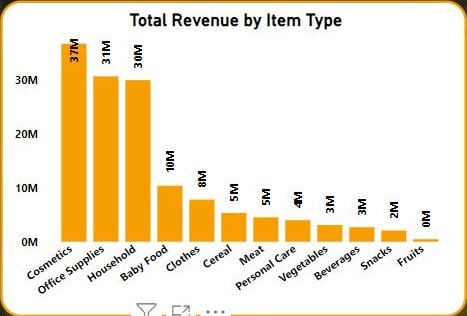 Total Revenue by Item Type
37M
31M
30M
10M
8M
5M
5M
4M
3M
3M
2M
0M
30M
20M
10M
0M
Cosmetics
Office Supplies
Household
Baby Food
Clothes
Cereal
Meat
Personal Care
Vegetables
Beverages
Snacks
Fruits